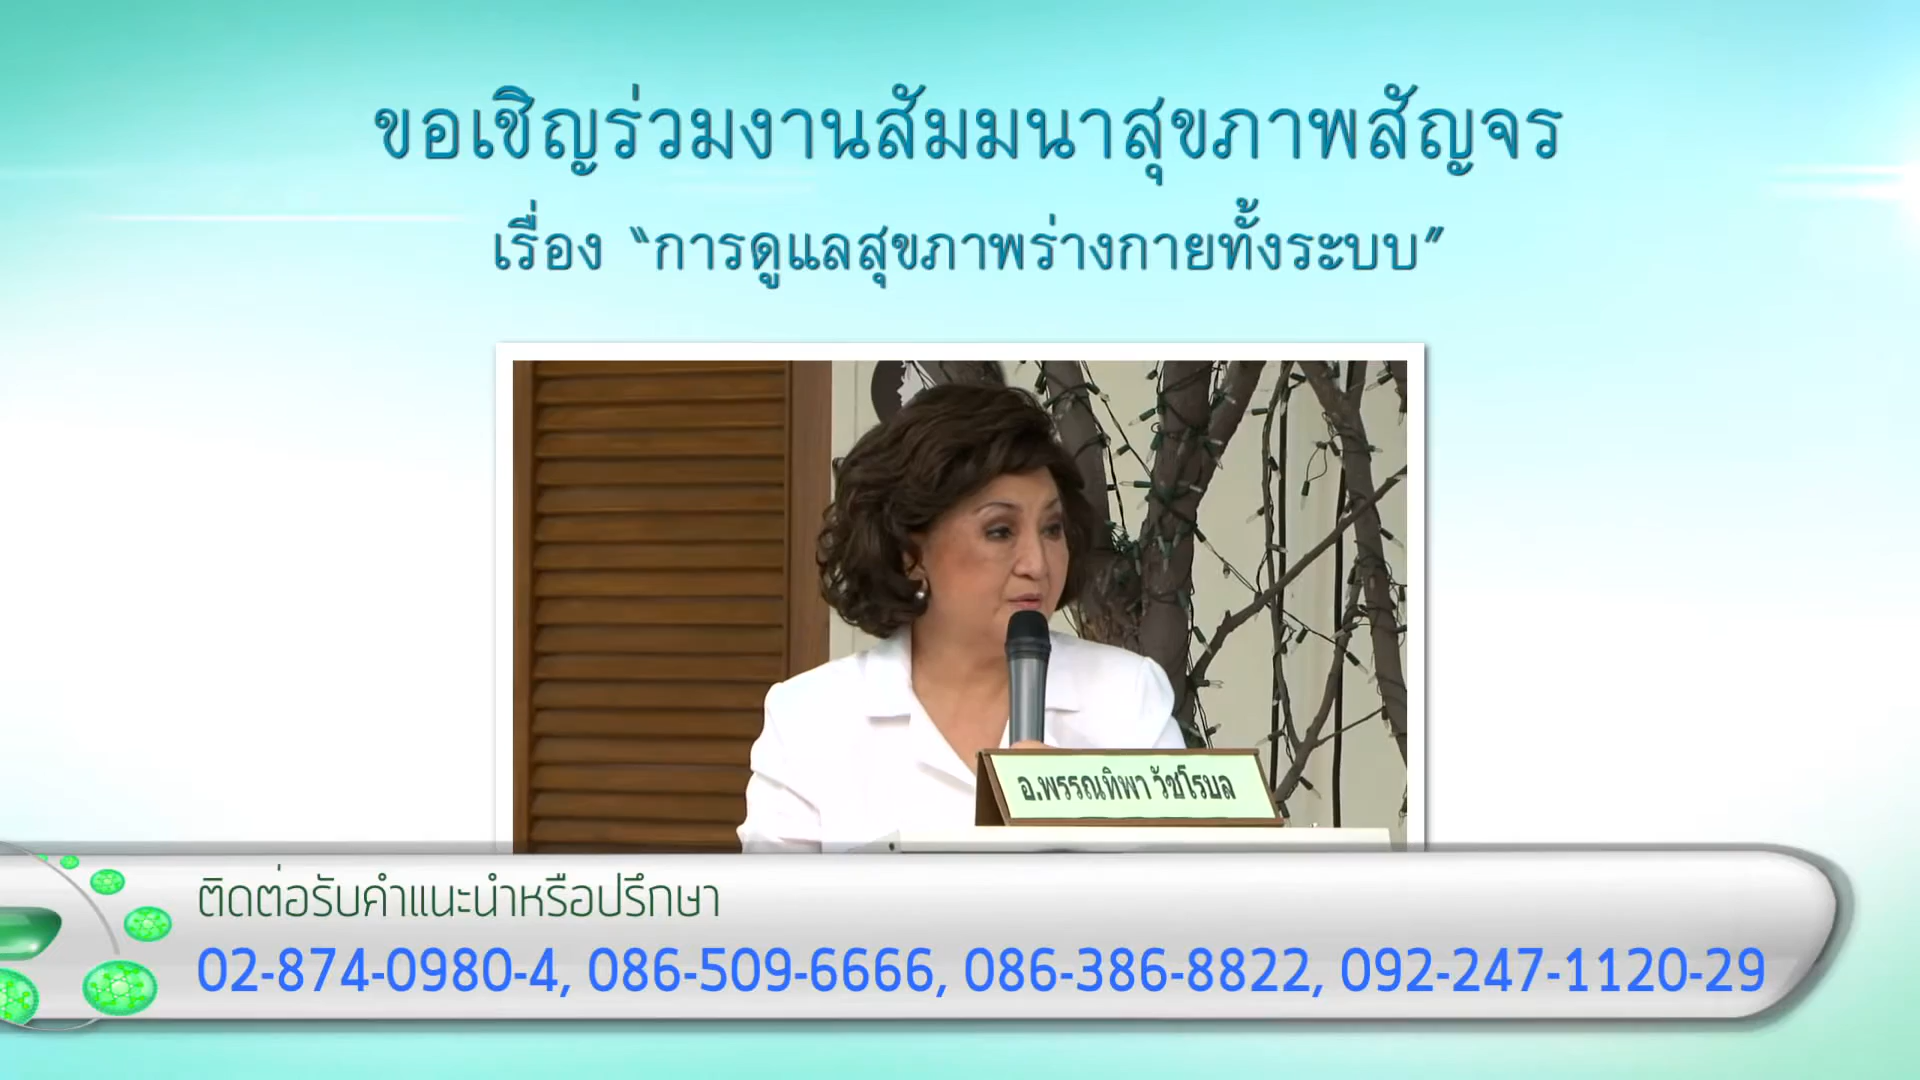 ขอเชิญร่วมงานสัมมนาสุขภาพสัญจร
เรื่อง “การดูแลสุขภาพร่างกายทั้งระบบ”
อ.พรรณทิพา วัชโรบล
ติดต่อรับคำแนะนำหรือปรึกษา
02-874-0980-4, 086-509-6666, 086-386-8822, 092-247-1120-29